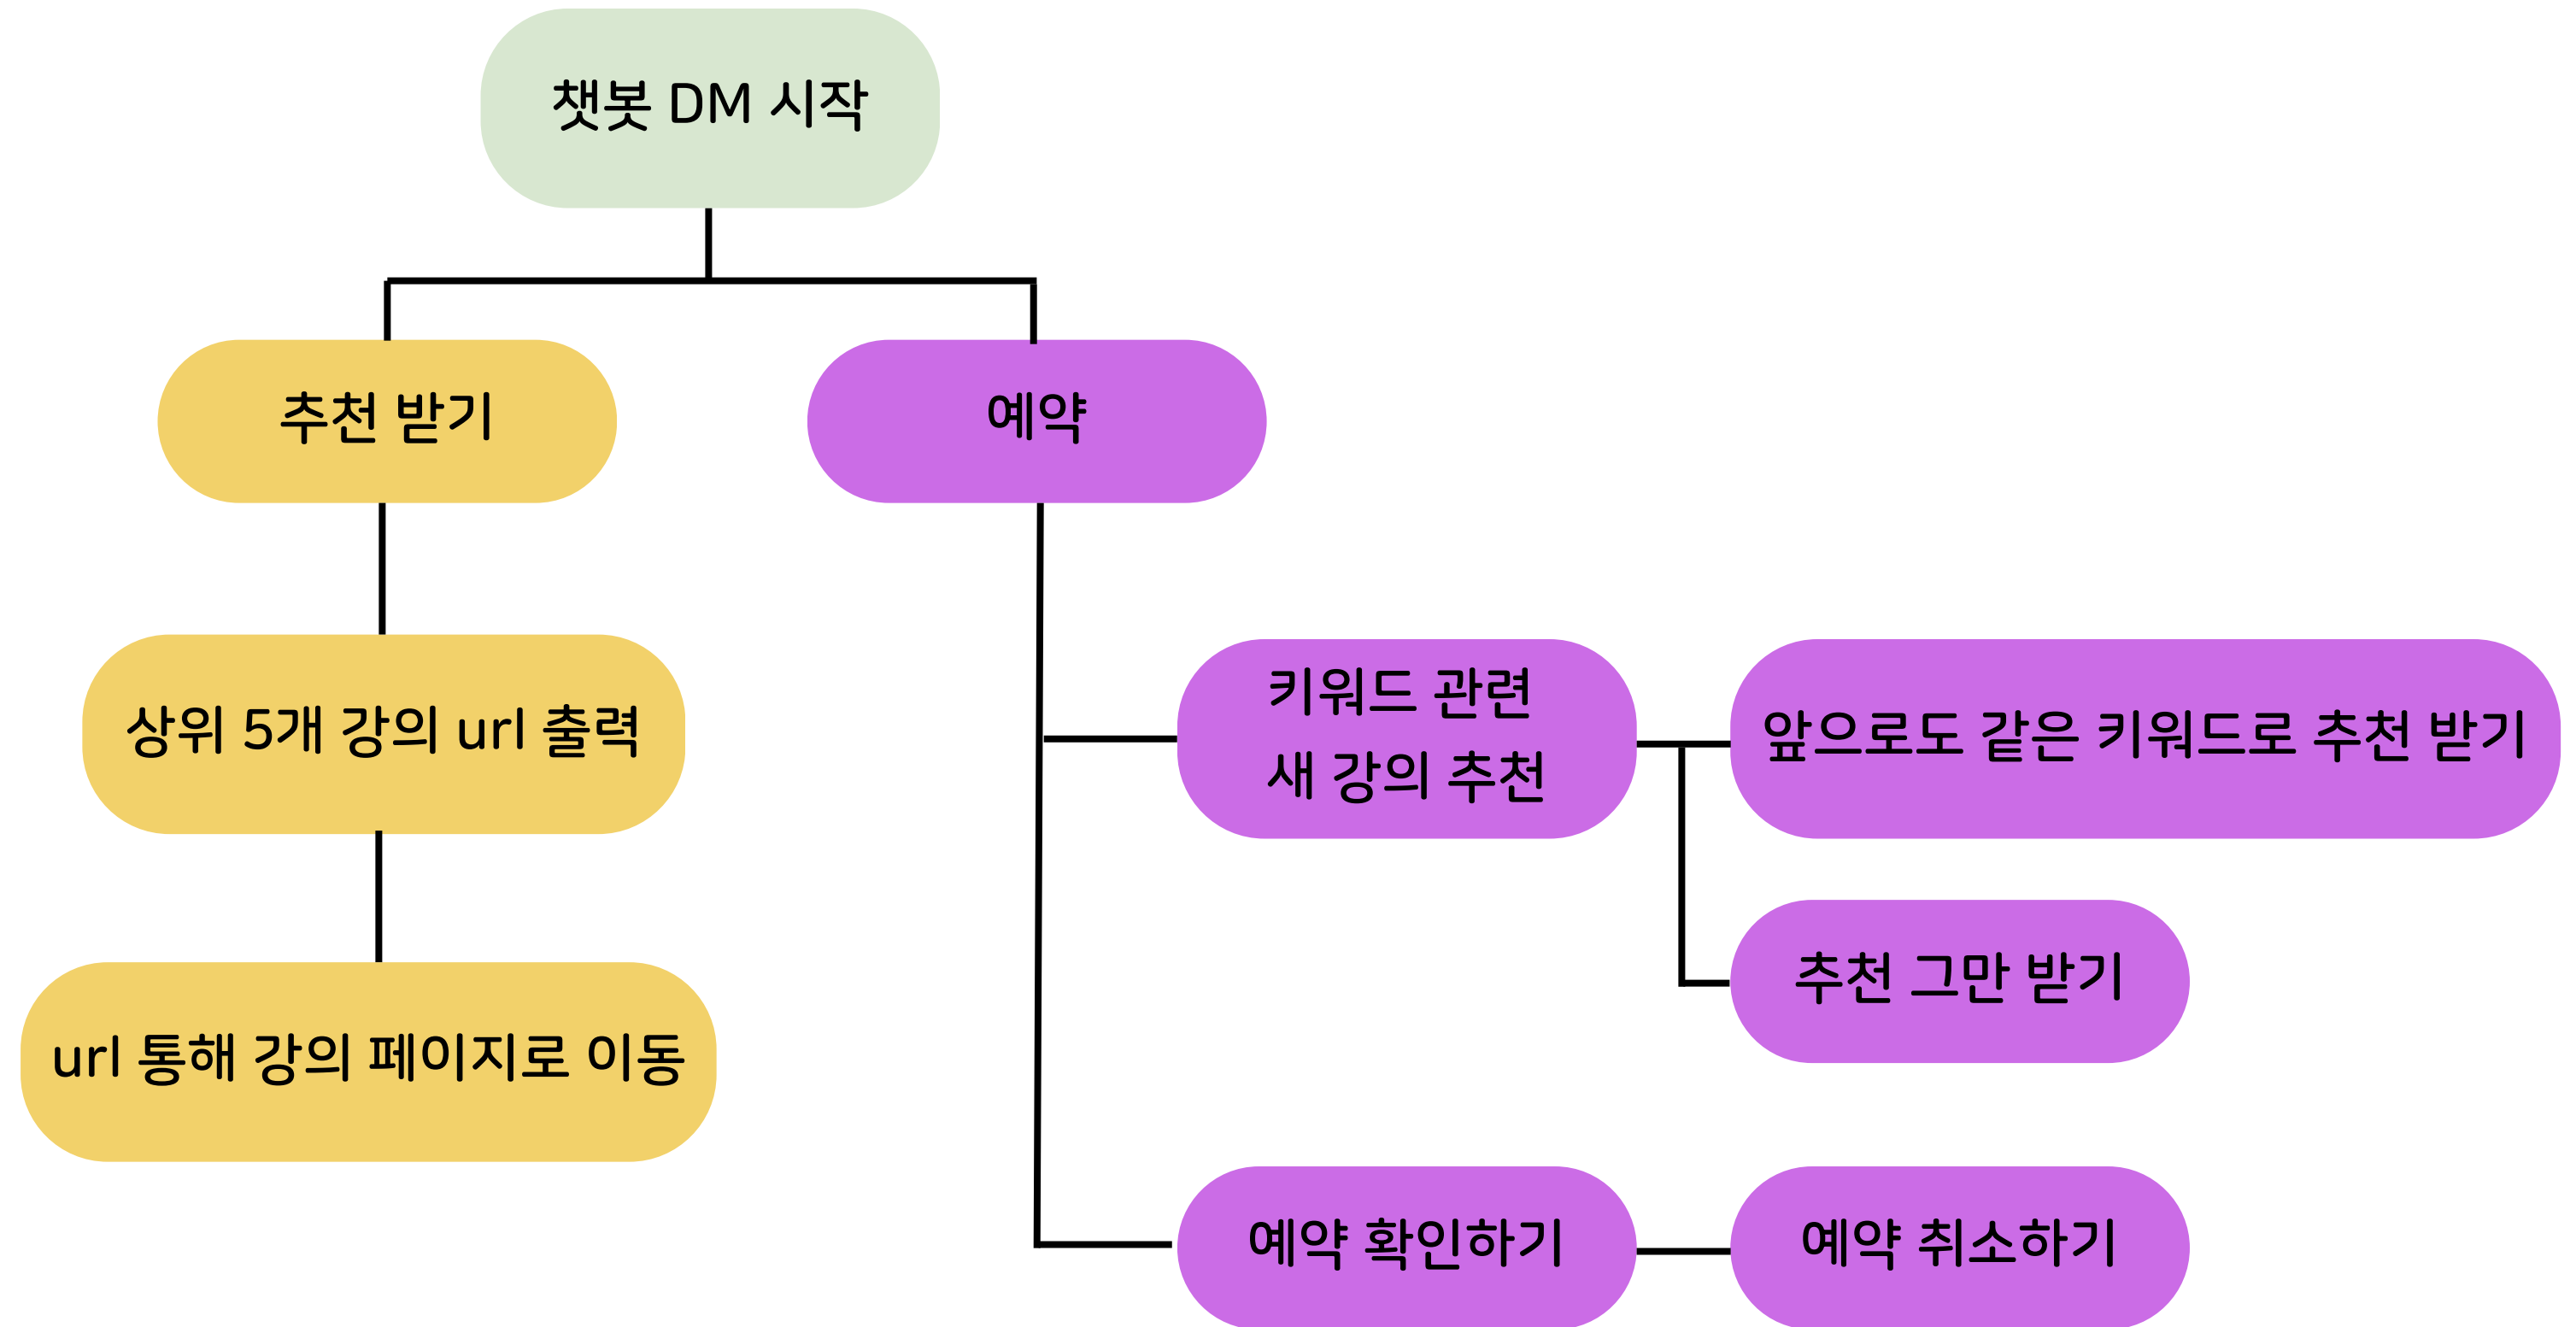 챗봇 DM 시작
추천 받기
예약
상위 5개 강의 url 출력
url 통해 강의 페이지로 이동
키워드 관련
새 강의 추천
앞으로도 같은 키워드로 추천 받기
추천 그만 받기
예약 확인하기
예약 취소하기